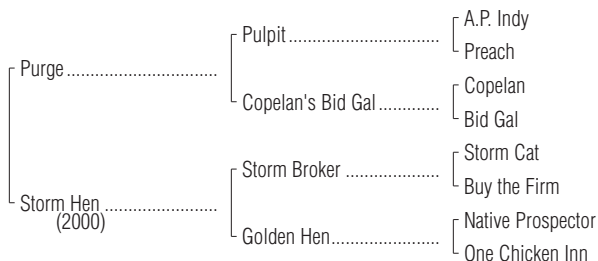 A.P. Indy
Pulpit
Preach
Purge
Copelan
Copelan's Bid Gal
Bid Gal
Storm Cat
Storm Broker
Buy the Firm
Storm Hen
(2000)
Native Prospector
Golden Hen
One Chicken Inn